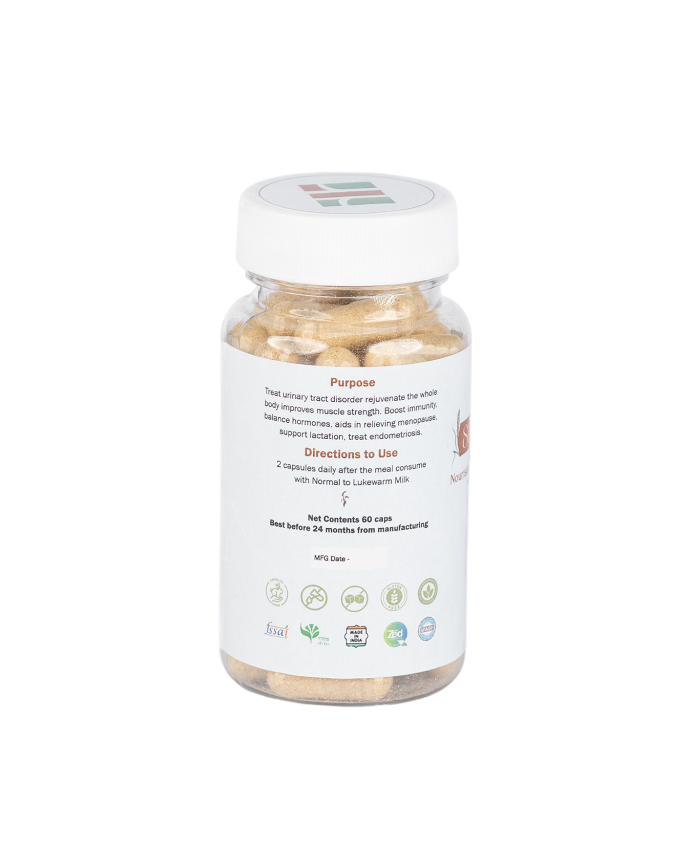 Purpose
Treat urinary tract disorder rejuvenate the whole
body improves muscle strength. Boost immunity,
balance hormones, aids in relieving menopause,
support lactation, treat endometriosis.
Directions to Use
2 capsules daily after the meal consume
with Normal to Lukewarm Milk
Net Contents 60 caps
Best before 24 months from manufacturing
MFG Date -
fssai
MADE
IN
INDIA